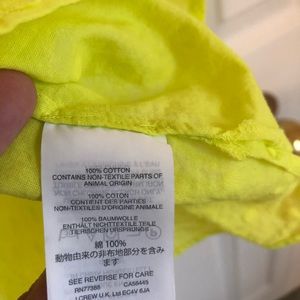 100% COTTON
CONTAINS NON-TEXTILE PARTS OF
ANIMAL ORIGIN
100% COTON
CONTIENT DES PARTIES
NON-TEXTILES D'ORIGINE ANIMALE
100% BAUMWOLLE
ENTHÄLT NICHTTEXTILE TEILE
TIERISCHEN URSPRUNGS
綿 100%
動物由来の非布地部分を含み
ます
SEE REVERSE FOR CARE
RN77388 CA56445
J.CREW U.K. Ltd EC4V 6JA